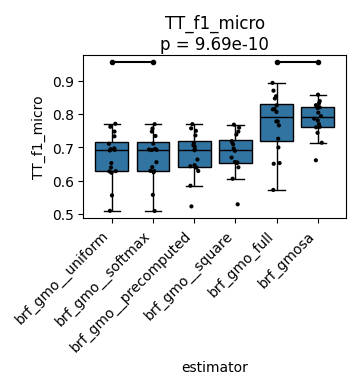 TT_f1_micro
p = 9.69e-10
TT_f1_micro
0.9
0.8
0.7
0.6
0.5
brf_gmo__uniform
brf_gmo__softmax
brf_gmo__precomputed
brf_gmo__square
brf_gmo_full
brf_gmosa
estimator